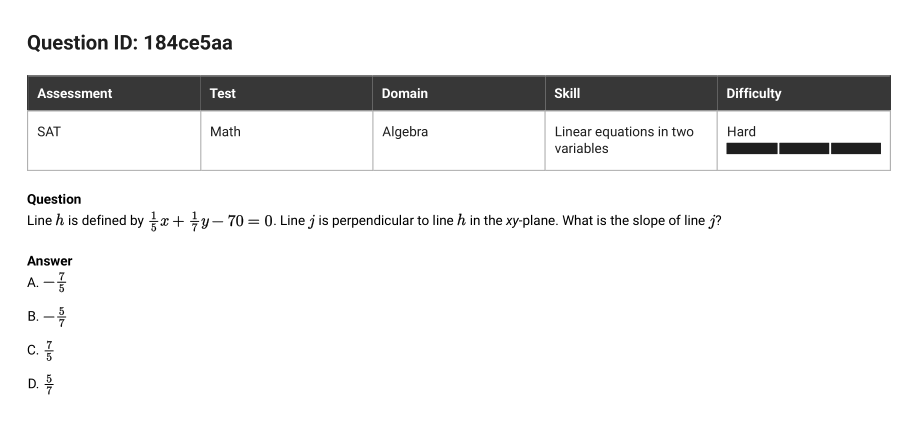 Question ID: 184ce5aa
Assessment Test Domain Skill Difficulty
SAT Math Algebra Linear equations in two variables Hard
Question
Line h is defined by 1/5 x + 1/7 y − 70 = 0. Line j is perpendicular to line h in the xy-plane. What is the slope of line j?
Answer
A. −7/5
B. −5/7
C. 7/5
D. 5/7